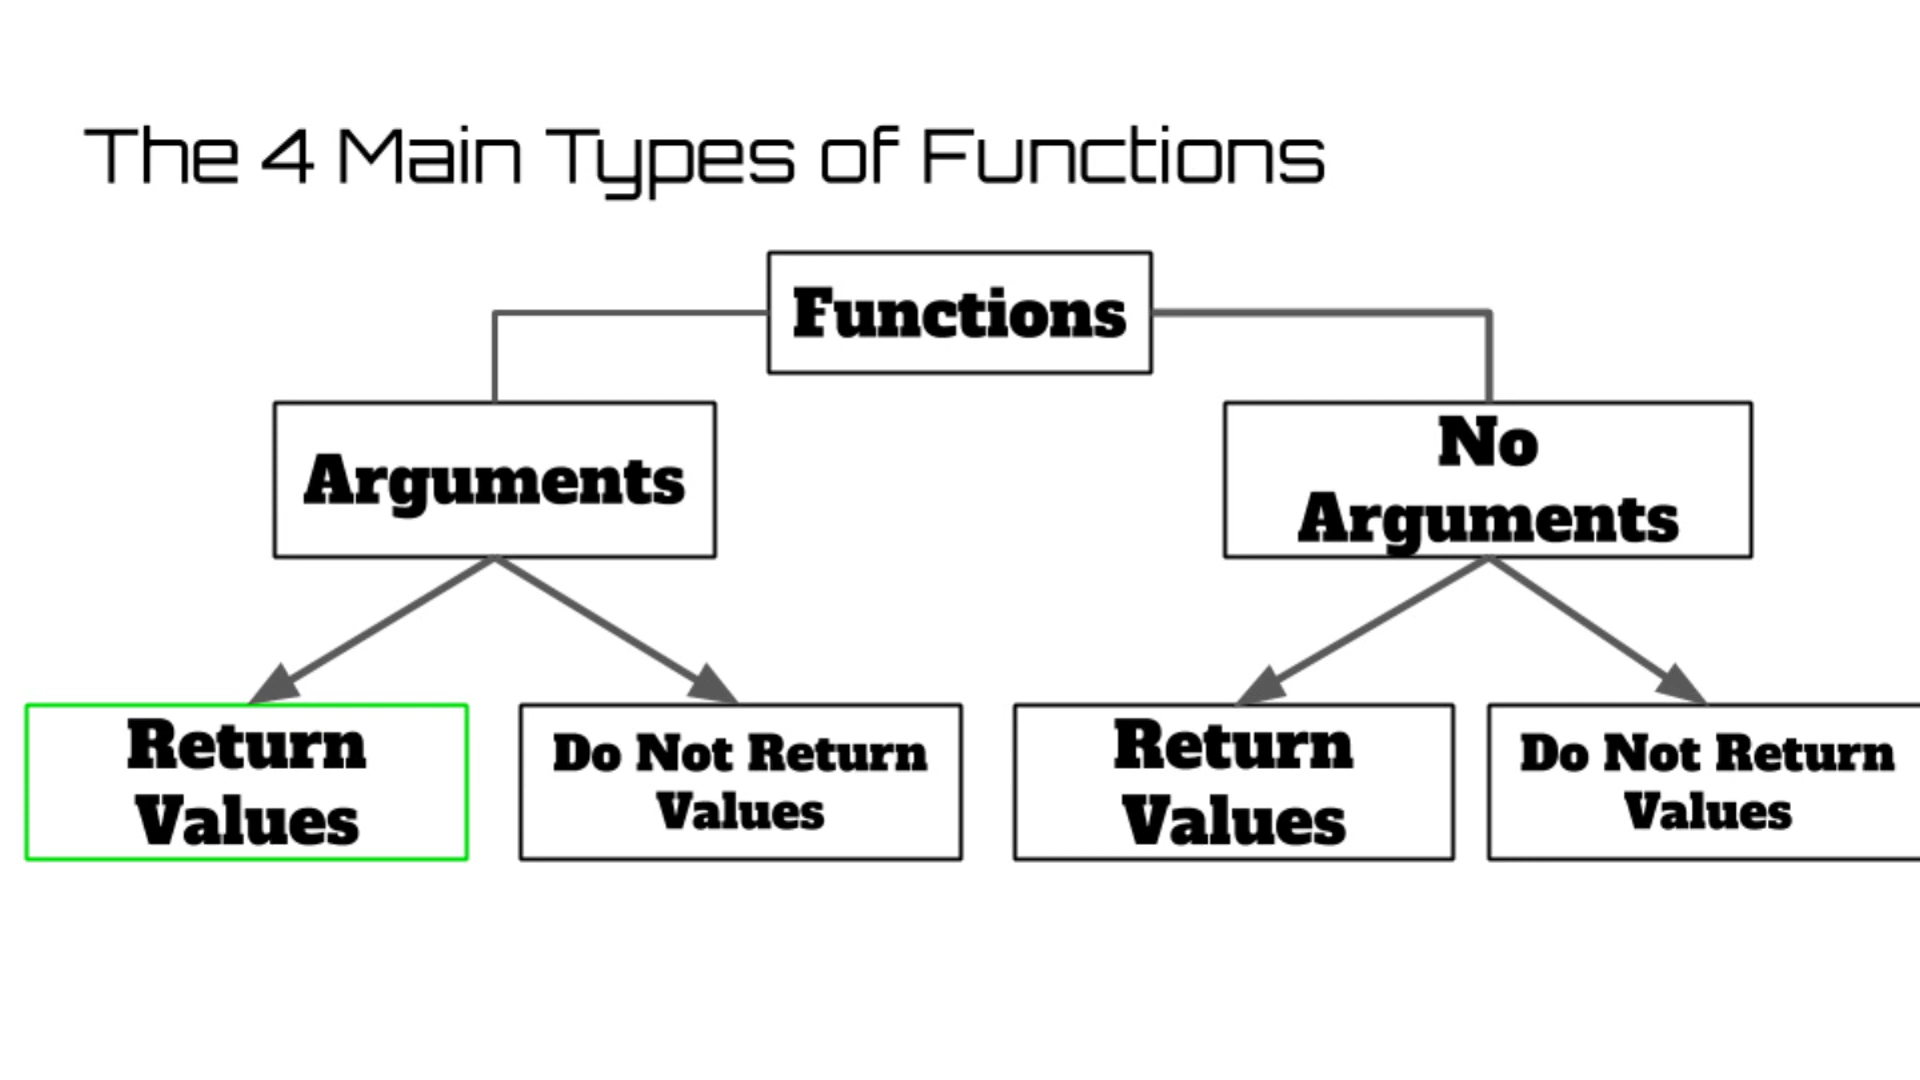 The 4 Main Types of Functions
Functions
Arguments
No
Arguments
Return
Values
Do Not Return
Values
Return
Values
Do Not Return
Values